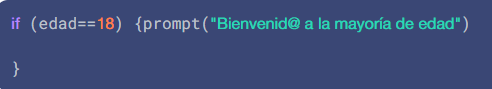 if (edad==18) {prompt("Bienvenid@ a la mayoría de edad")
}